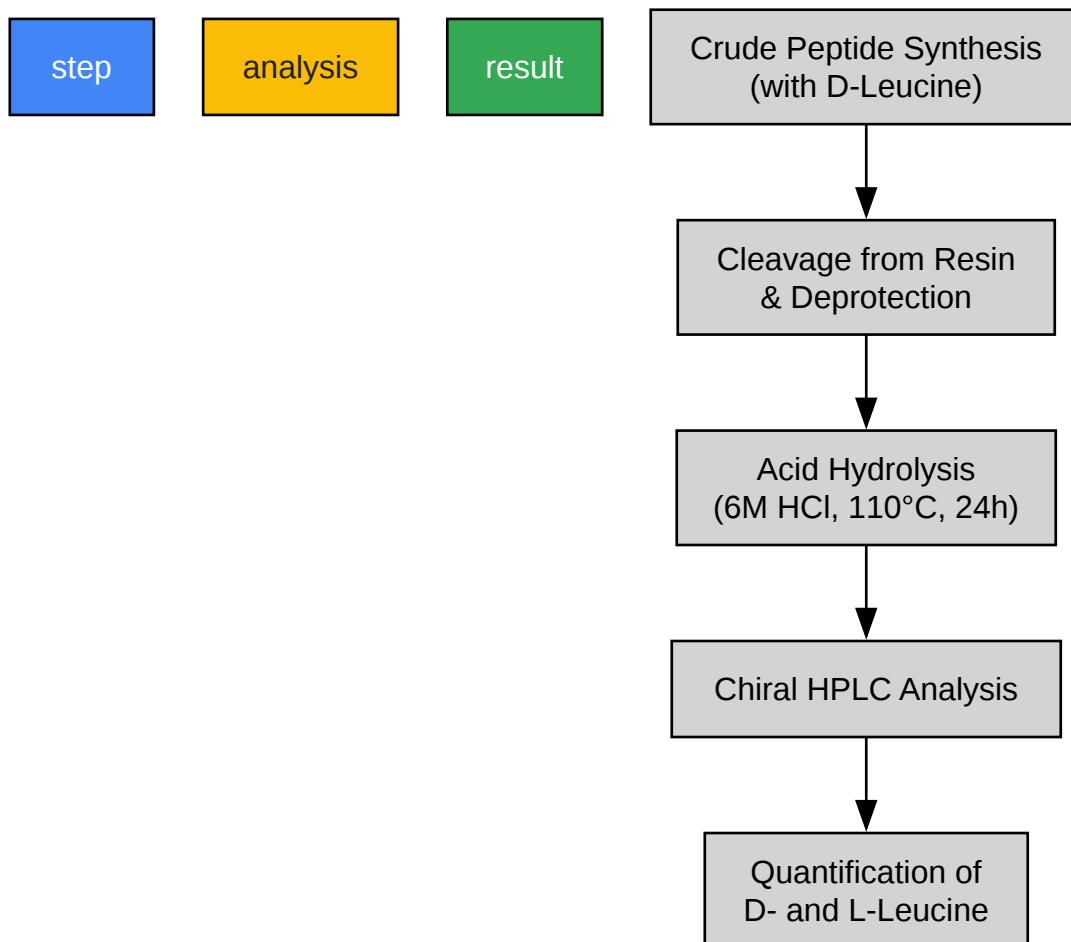 step
analysis
result
Crude Peptide Synthesis
(with D-Leucine)
Cleavage from Resin
& Deprotection
Acid Hydrolysis
(6M HCl, 110°C, 24h)
Chiral HPLC Analysis
Quantification of
D- and L-Leucine